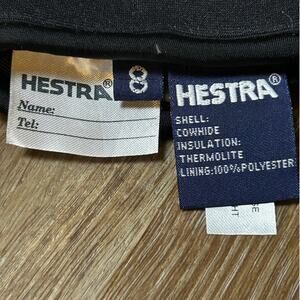 HESTRA®
8
Name:
Tel:
HESTRA®
SHELL:
COWHIDE
INSULATION:
THERMOLITE
LINING:100%POLYESTER